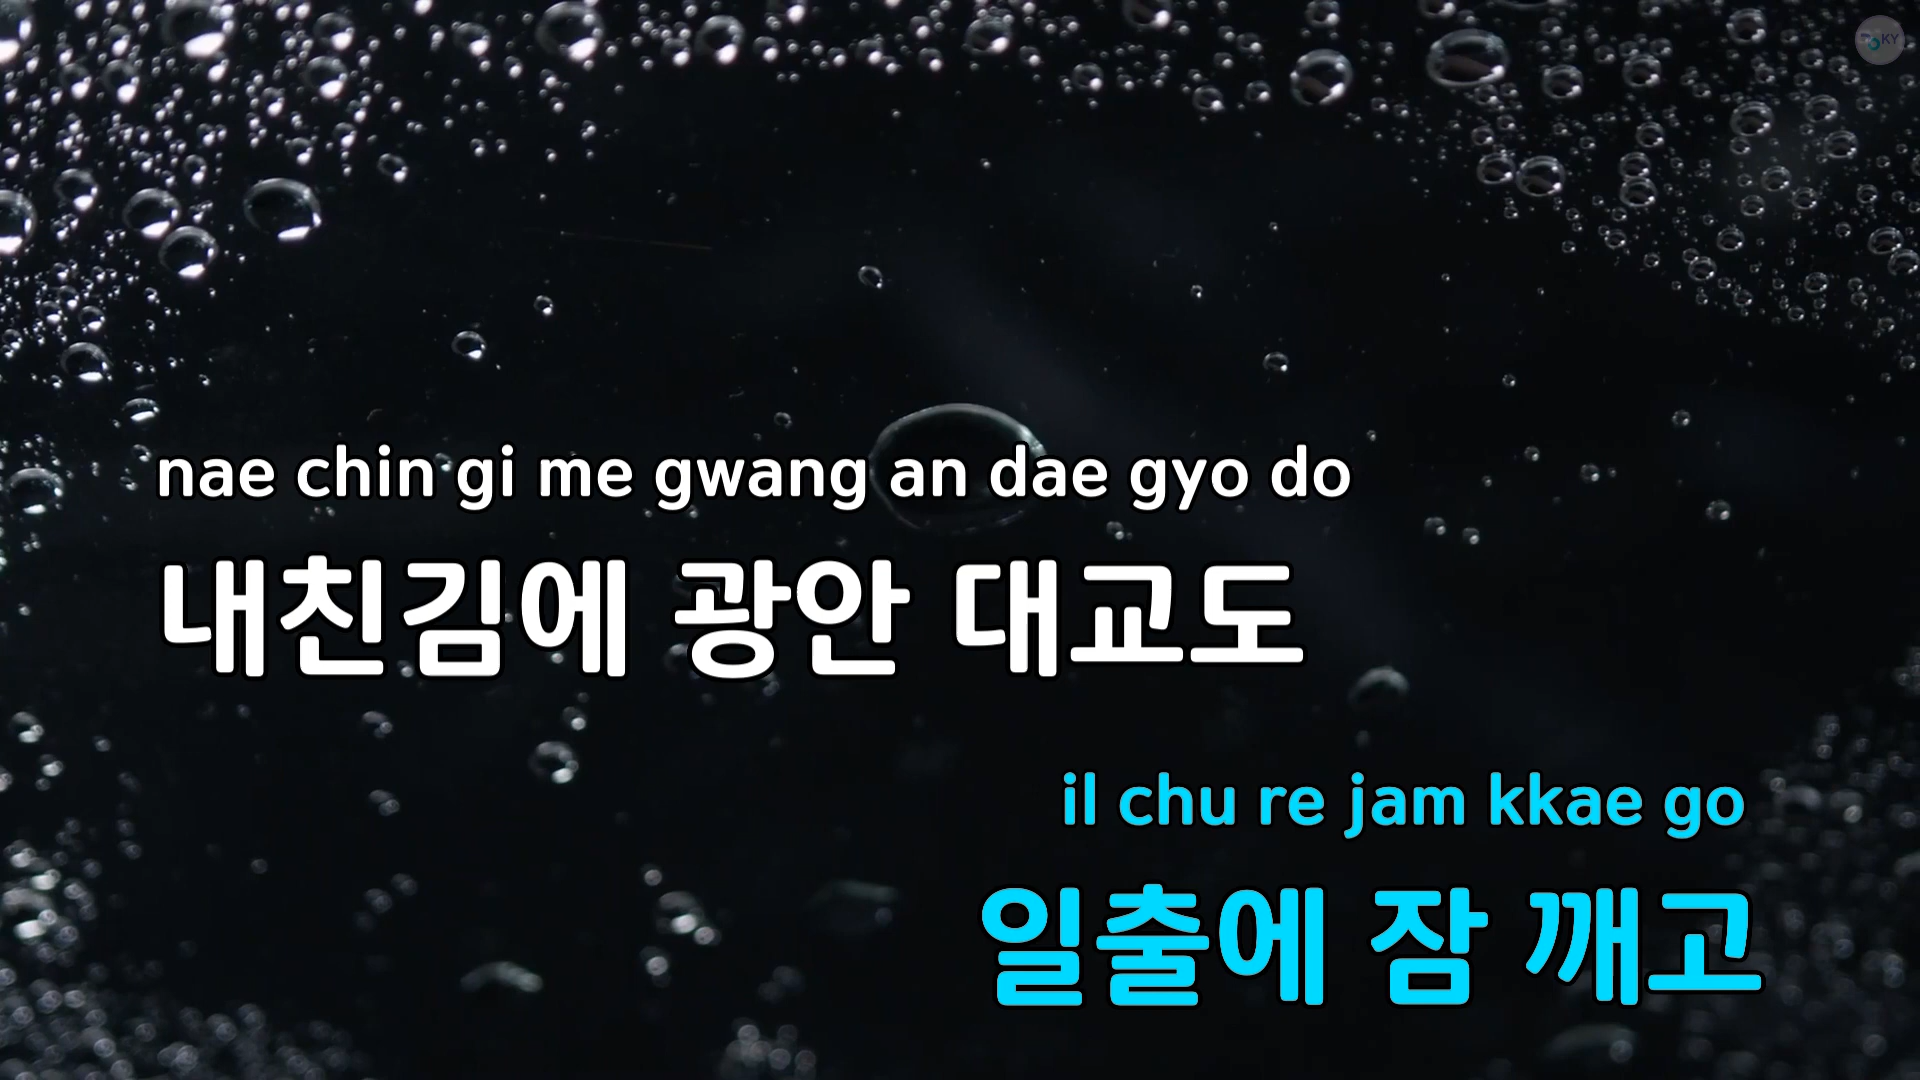 KY
nae chin gi me gwang an dae gyo do
내친김에 광안 대교도
il chu re jam kkae go
일출에 잠 깨고